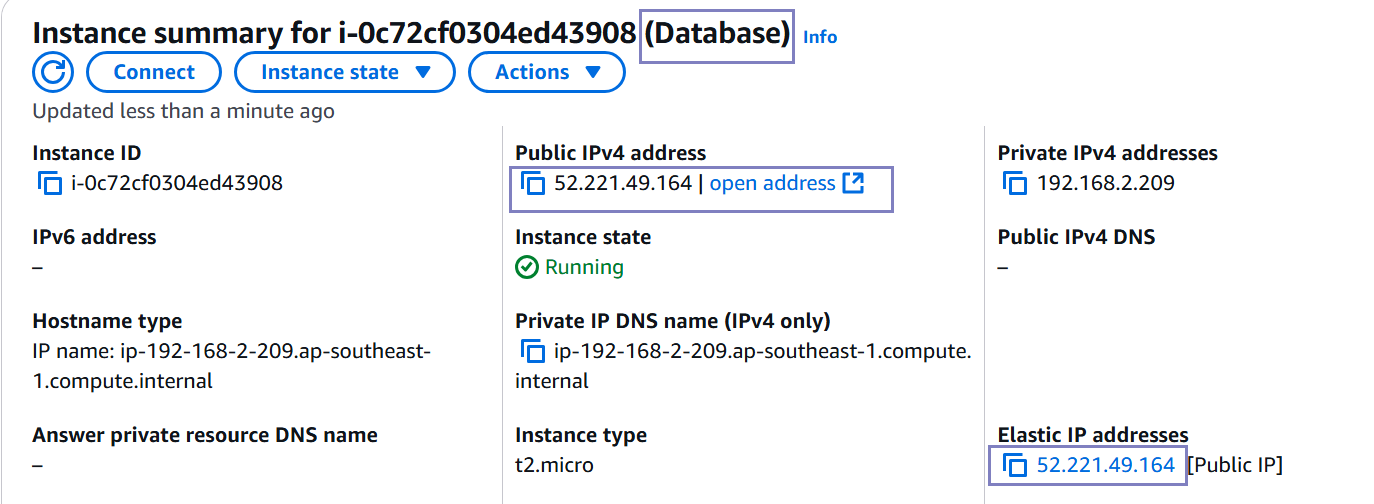 Instance summary for i-0c72cf0304ed43908 (Database) Info
Connect
Instance state
Actions
Updated less than a minute ago
Instance ID
i-0c72cf0304ed43908
Public IPv4 address
52.221.49.164 | open address
Private IPv4 addresses
192.168.2.209
IPv6 address
–
Instance state
Running
Public IPv4 DNS
–
Hostname type
IP name: ip-192-168-2-209.ap-southeast-
1.compute.internal
Private IP DNS name (IPv4 only)
ip-192-168-2-209.ap-southeast-1.compute.
internal
Answer private resource DNS name
–
Instance type
t2.micro
Elastic IP addresses
52.221.49.164 [Public IP]